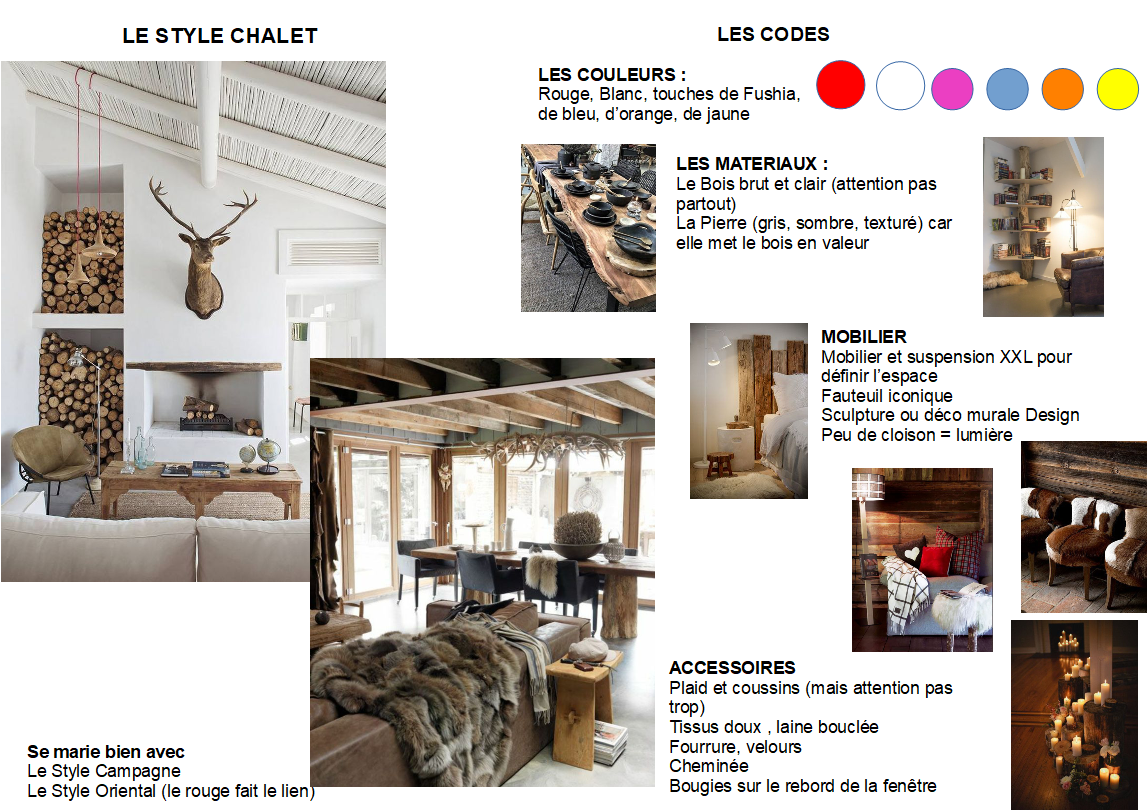 LE STYLE CHALET
LES CODES
LES COULEURS :
Rouge, Blanc, touches de Fushia,
de bleu, d’orange, de jaune
LES MATERIAUX :
Le Bois brut et clair (attention pas
partout)
La Pierre (gris, sombre, texturé) car
elle met le bois en valeur
MOBILIER
Mobilier et suspension XXL pour
définir l’espace
Fauteuil iconique
Sculpture ou déco murale Design
Peu de cloison = lumière
ACCESSOIRES
Plaid et coussins (mais attention pas
trop)
Tissus doux , laine bouclée
Fourrure, velours
Cheminée
Bougies sur le rebord de la fenêtre
Se marie bien avec
Le Style Campagne
Le Style Oriental (le rouge fait le lien)